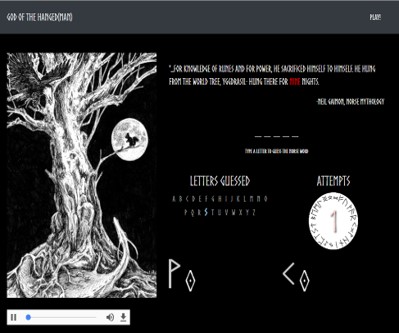 GOD OF THE HANGED(MAN)
PLAY!
"...FOR KNOWLEDGE OF RUNES AND FOR POWER, HE SACRIFICED HIMSELF TO HIMSELF. HE HUNG
FROM THE WORLD TREE, YGGDRASIL- HUNG THERE FOR NINE NIGHTS.
-NEIL GAIMAN, NORSE MYTHOLOGY
TYPE A LETTER TO GUESS THE NORSE WORD
LETTERS GUESSED
A B C D E F G H I J K L M N O
P Q R S T U V W X Y Z
ATTEMPTS
1